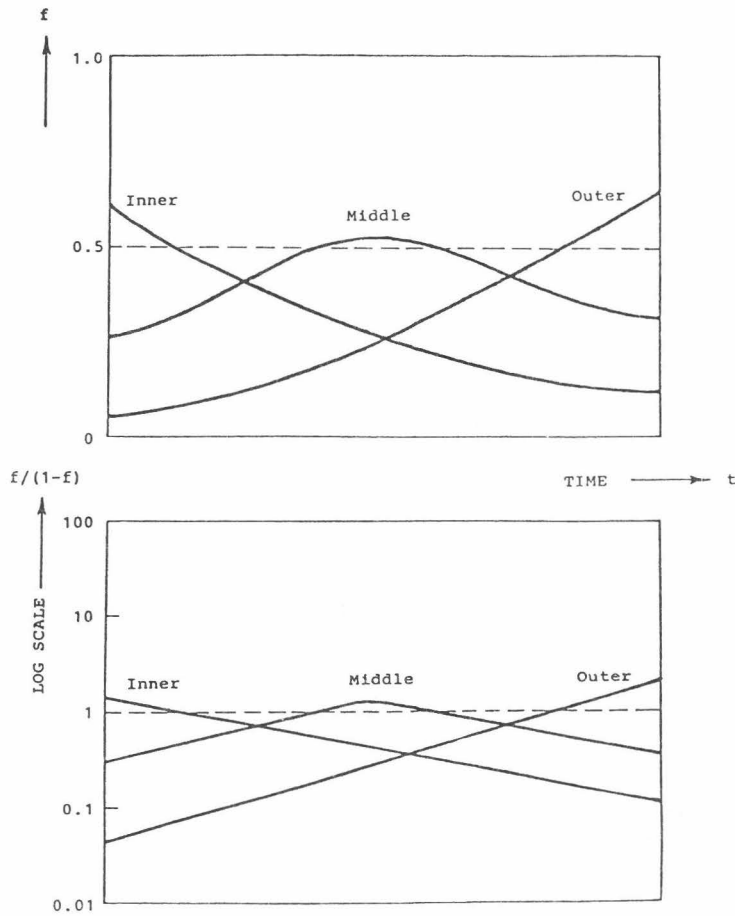 f
1.0
Inner
Outer
Middle
0.5
0
f/(1-f)
TIME
t
100
LOG SCALE
10
Inner
Middle
Outer
1
0.1
0.01